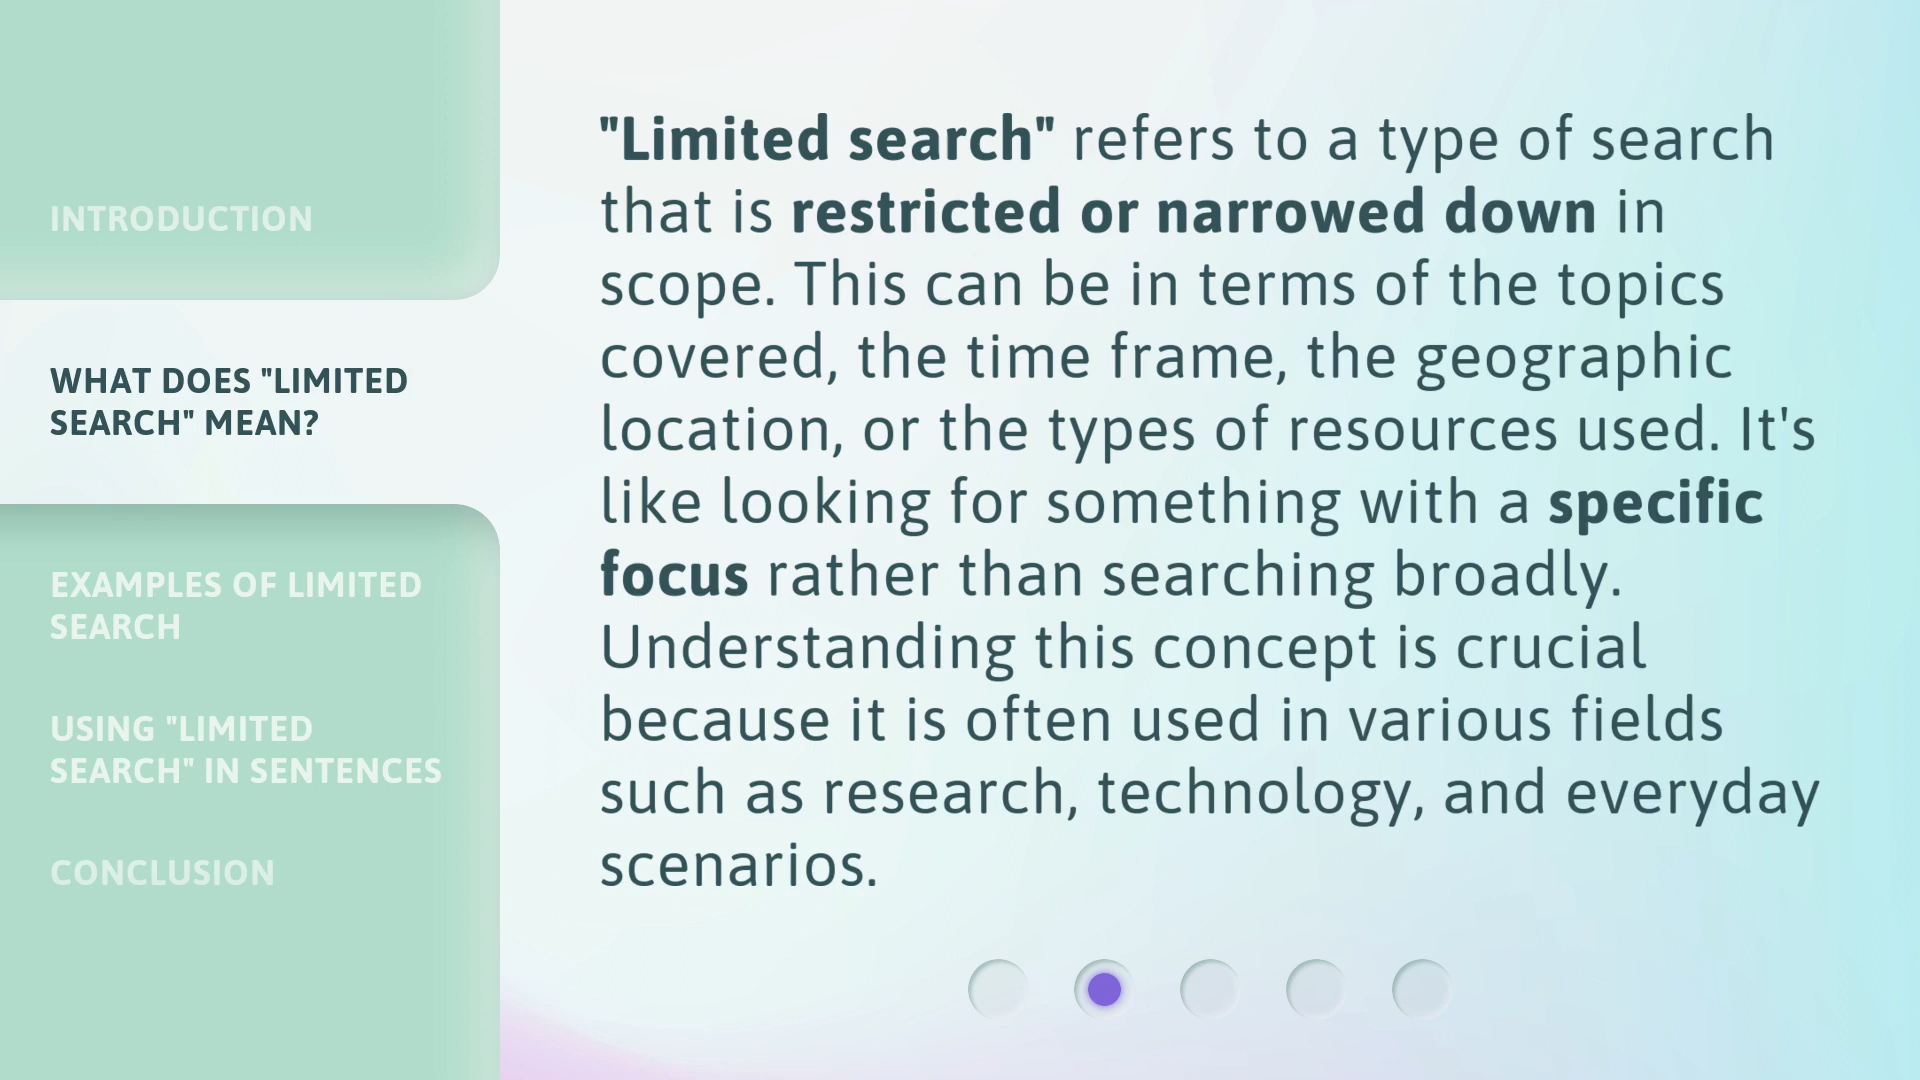 INTRODUCTION
WHAT DOES "LIMITED
SEARCH" MEAN?
EXAMPLES OF LIMITED
SEARCH
USING "LIMITED
SEARCH" IN SENTENCES
CONCLUSION
"Limited search" refers to a type of search
that is restricted or narrowed down in
scope. This can be in terms of the topics
covered, the time frame, the geographic
location, or the types of resources used. It's
like looking for something with a specific
focus rather than searching broadly.
Understanding this concept is crucial
because it is often used in various fields
such as research, technology, and everyday
scenarios.